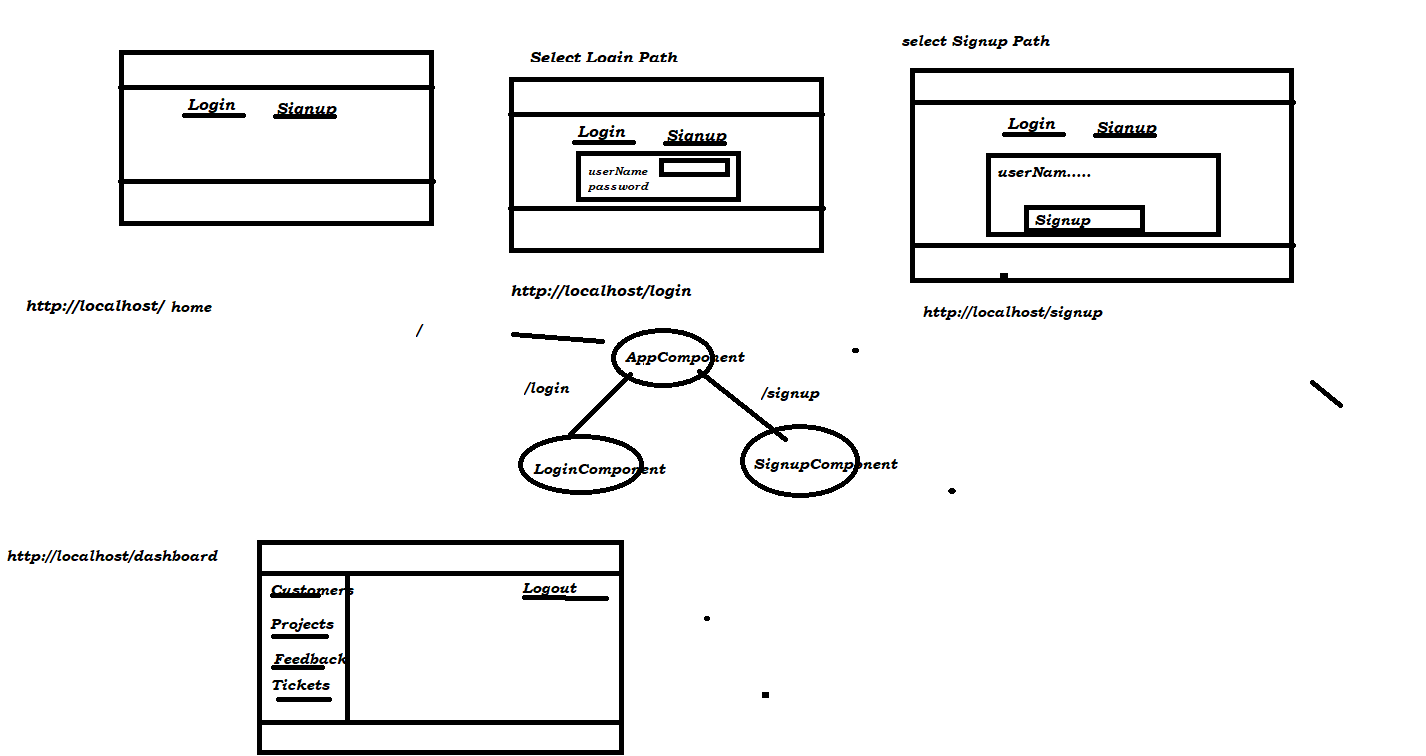 Select Login Path
select Signup Path
Login Signup
Login Signup
userName
password
Login Signup
userNam.....
Signup
http://localhost/ home
http://localhost/login
http://localhost/signup
/
AppComponent
/login
/signup
LoginComponent
SignupComponent
http://localhost/dashboard
Customers
Logout
Projects
Feedback
Tickets